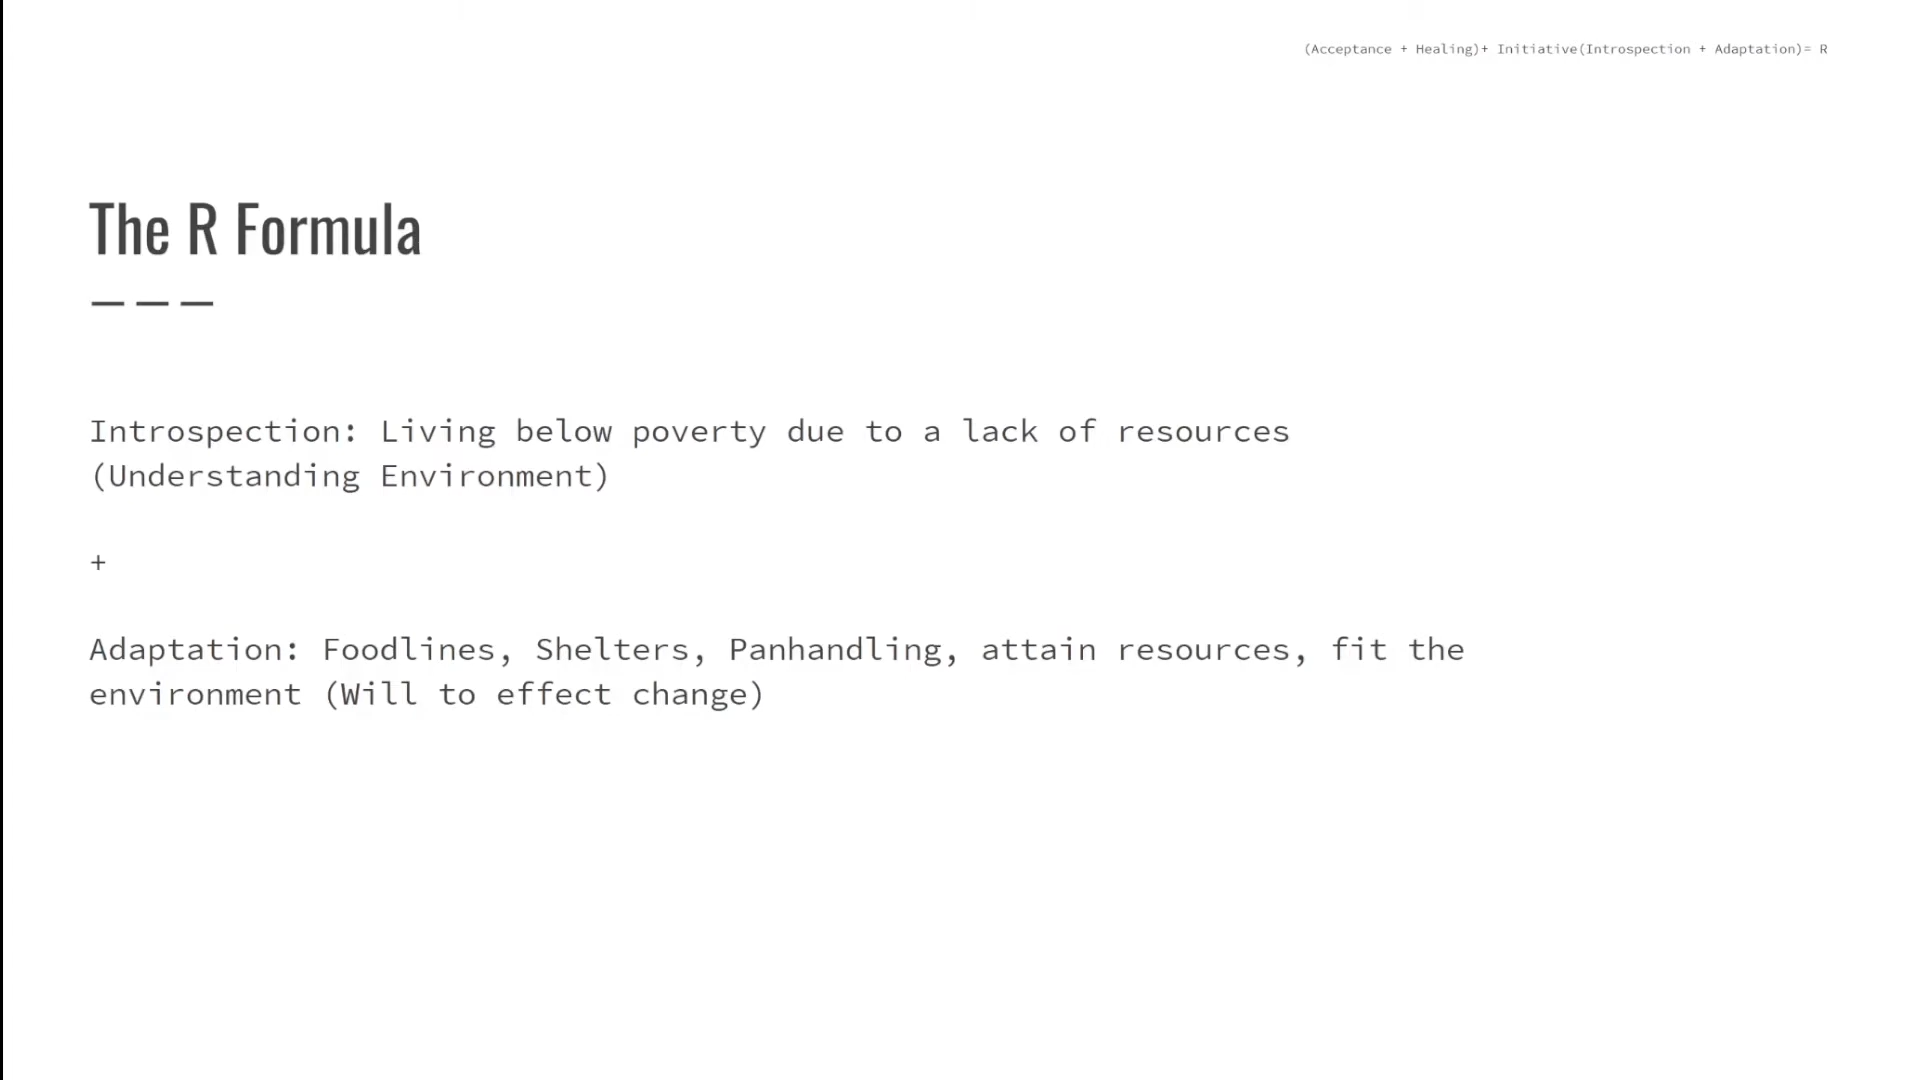 (Acceptance + Healing)+ Initiative(Introspection + Adaptation)= R
The R Formula
Introspection: Living below poverty due to a lack of resources
(Understanding Environment)
+
Adaptation: Foodlines, Shelters, Panhandling, attain resources, fit the
environment (Will to effect change)